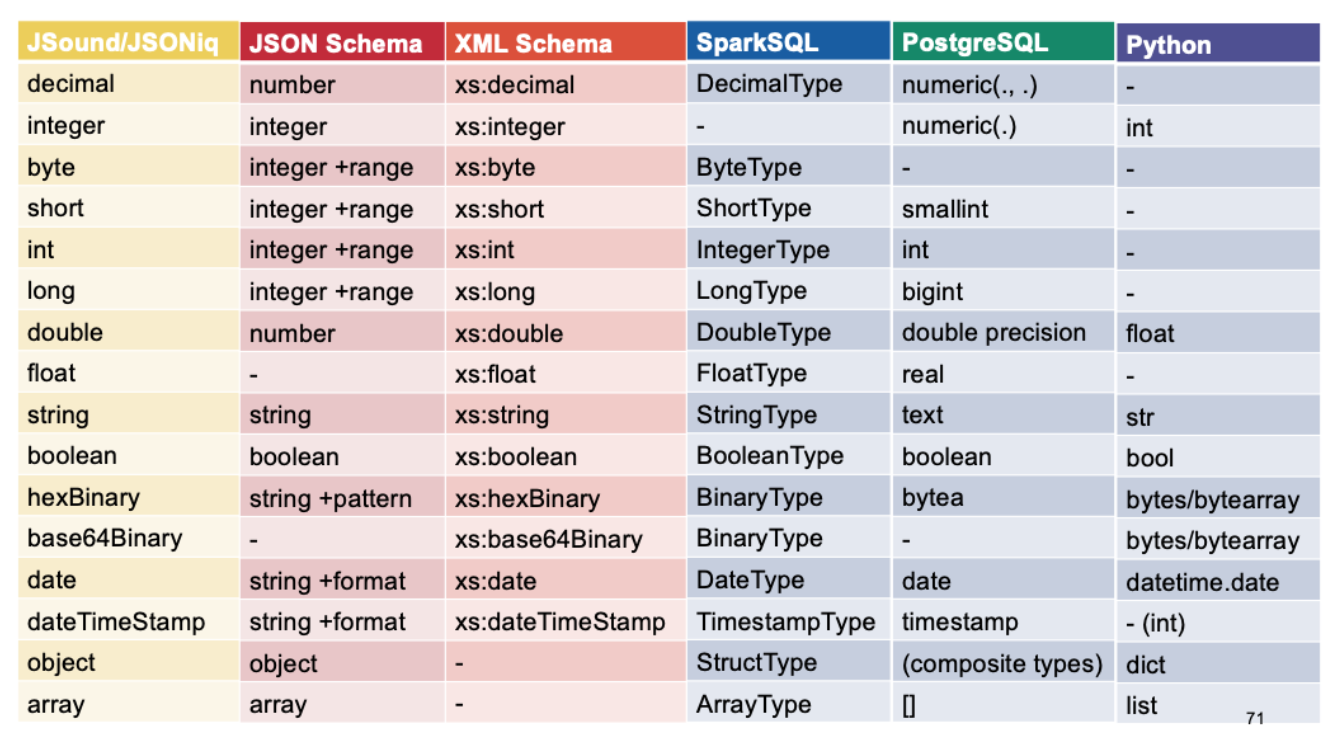 JSound/JSONiq JSON Schema XML Schema SparkSQL PostgreSQL Python
decimal number xs:decimal DecimalType numeric(., .) -
integer integer xs:integer - numeric(.) int
byte integer +range xs:byte ByteType - -
short integer +range xs:short ShortType smallint -
int integer +range xs:int IntegerType int -
long integer +range xs:long LongType bigint -
double number xs:double DoubleType double precision float
float - xs:float FloatType real -
string string xs:string StringType text str
boolean boolean xs:boolean BooleanType boolean bool
hexBinary string +pattern xs:hexBinary BinaryType bytea bytes/bytearray
base64Binary - xs:base64Binary BinaryType - bytes/bytearray
date string +format xs:date DateType date datetime.date
dateTimeStamp string +format xs:dateTimeStamp TimestampType timestamp - (int)
object object - StructType (composite types) dict
array array - ArrayType [] list
71